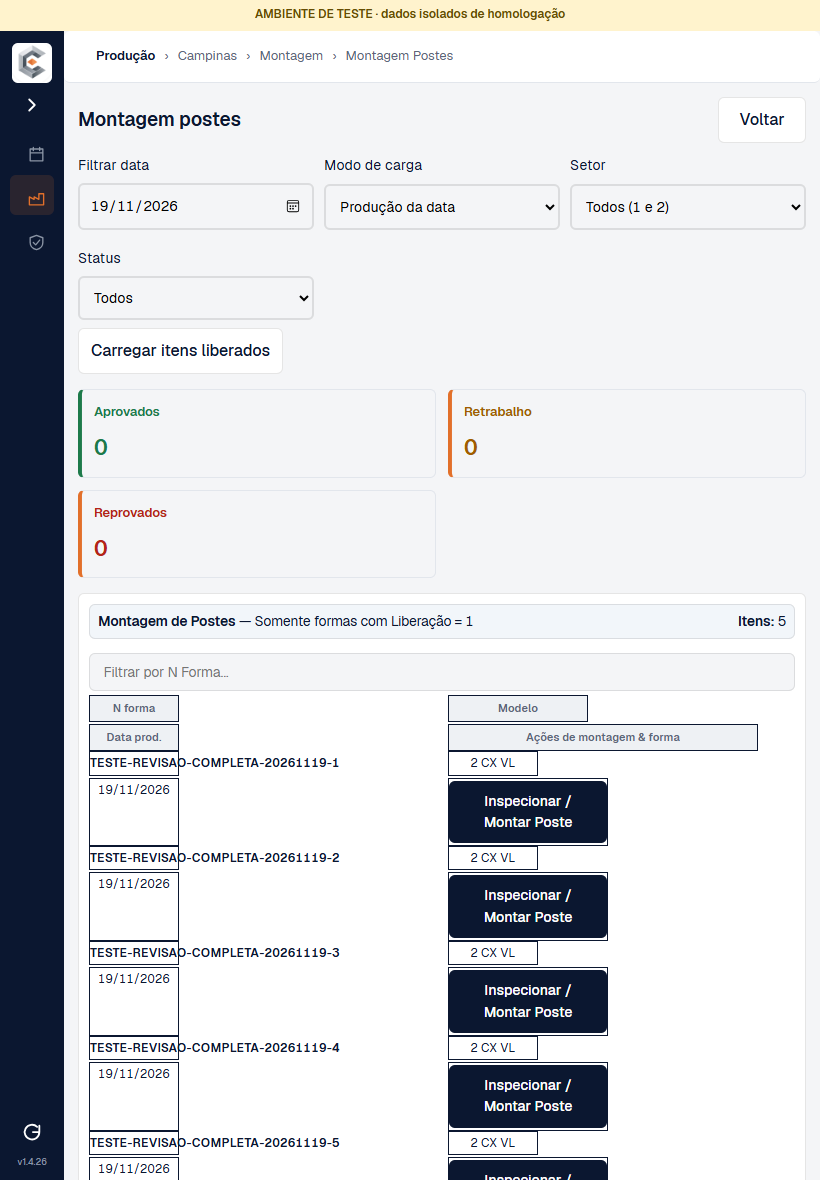 AMBIENTE DE TESTE · dados isolados de homologação
Produção › Campinas › Montagem › Montagem Postes
Montagem postes
Voltar
Filtrar data
Modo de carga
Setor
19/11/2026
Produção da data
Todos (1 e 2)
Status
Todos
Carregar itens liberados
Aprovados
0
Retrabalho
0
Reprovados
0
Montagem de Postes — Somente formas com Liberação = 1
Itens: 5
Filtrar por N Forma...
N forma
Modelo
Data prod.
Ações de montagem & forma
TESTE-REVISAO-COMPLETA-20261119-1
2 CX VL
19/11/2026
Inspecionar /
Montar Poste
TESTE-REVISAO-COMPLETA-20261119-2
2 CX VL
19/11/2026
Inspecionar /
Montar Poste
TESTE-REVISAO-COMPLETA-20261119-3
2 CX VL
19/11/2026
Inspecionar /
Montar Poste
TESTE-REVISAO-COMPLETA-20261119-4
2 CX VL
19/11/2026
Inspecionar /
Montar Poste
TESTE-REVISAO-COMPLETA-20261119-5
2 CX VL
19/11/2026
Inspecionar /
v1.4.26